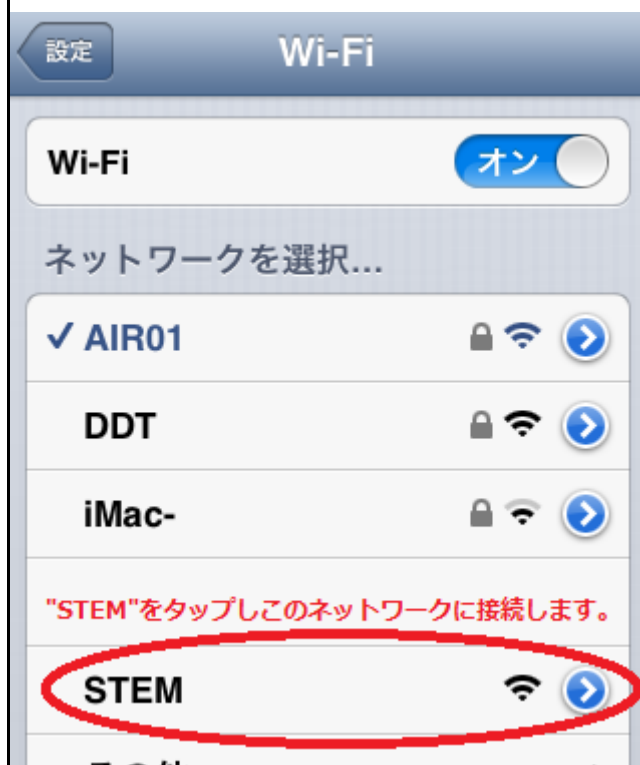 設定
Wi-Fi
Wi-Fi
オン
ネットワークを選択...
✓ AIR01
DDT
iMac-
"STEM"をタップしこのネットワークに接続します。
STEM